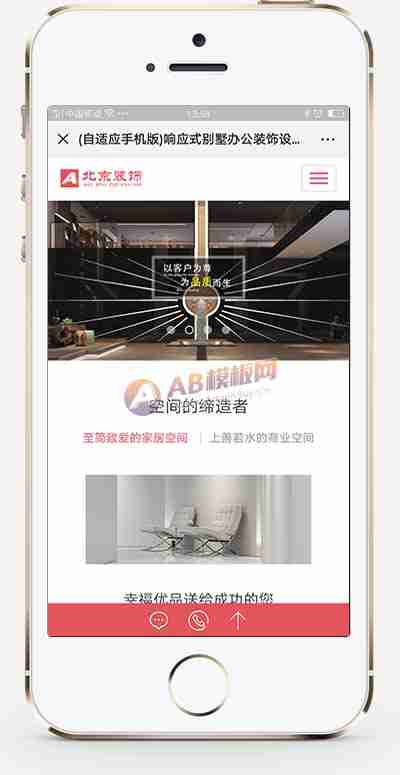 中国移动
(自适应手机版)响应式别墅办公装饰设...
北京装饰
以客户为尊
为品质而生
AB模板网
空间的缔造者
至简致爱的家居空间 | 上善若水的商业空间
幸福优品送给成功的您